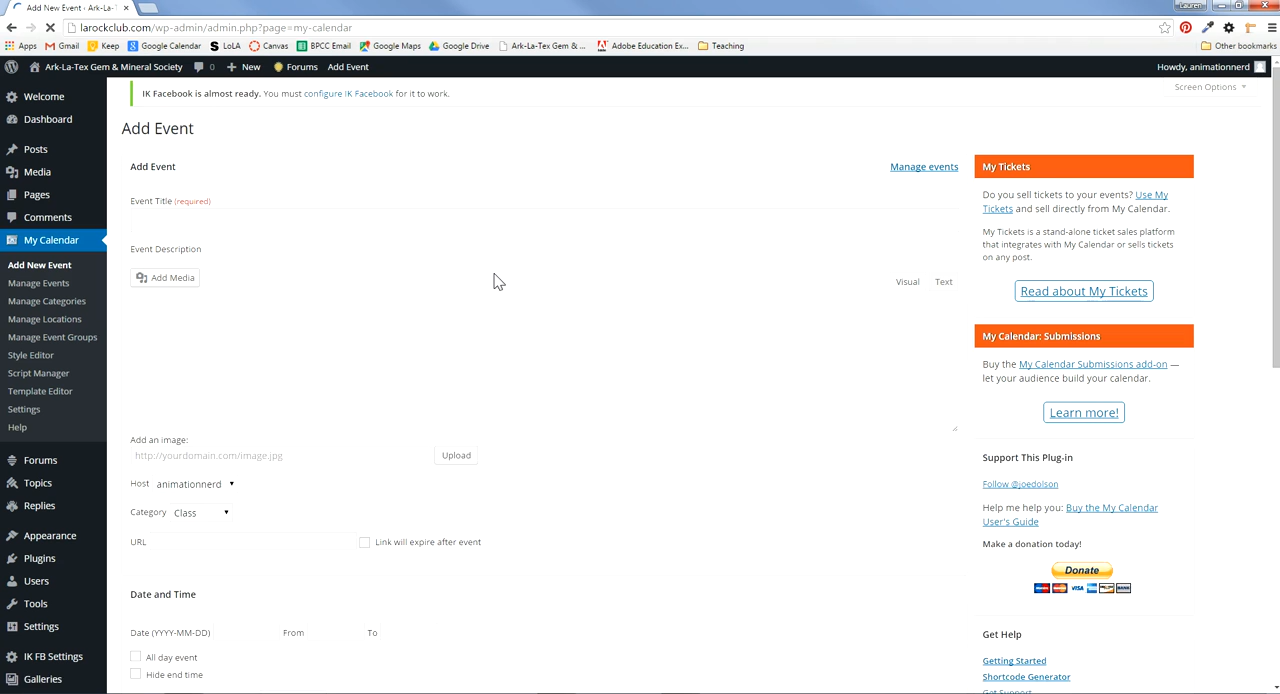 Add New Event ‹ Ark-La-T
Lauren
larockclub.com/wp-admin/admin.php?page=my-calendar
Apps Gmail Keep Google Calendar LoLA Canvas BPCC Email Google Maps Google Drive Ark-La-Tex Gem & ... Adobe Education Ex... Teaching Other bookmarks
Ark-La-Tex Gem & Mineral Society 0 New Forums Add Event Howdy, animationnerd
Welcome
Dashboard
Posts
Media
Pages
Comments
My Calendar
Add New Event
Manage Events
Manage Categories
Manage Locations
Manage Event Groups
Style Editor
Script Manager
Template Editor
Settings
Help
Forums
Topics
Replies
Appearance
Plugins
Users
Tools
Settings
IK FB Settings
Galleries
IK Facebook is almost ready. You must configure IK Facebook for it to work.
Screen Options
Add Event
Add Event
Manage events
Event Title (required)
Event Description
Add Media
Visual Text
Add an image:
http://yourdomain.com/image.jpg Upload
Host animationnerd
Category Class
URL Link will expire after event
Date and Time
Date (YYYY-MM-DD) From To
All day event
Hide end time
My Tickets
Do you sell tickets to your events? Use My
Tickets and sell directly from My Calendar.
My Tickets is a stand-alone ticket sales platform
that integrates with My Calendar or sells tickets
on any post.
Read about My Tickets
My Calendar: Submissions
Buy the My Calendar Submissions add-on —
let your audience build your calendar.
Learn more!
Support This Plug-in
Follow @joedolson
Help me help you: Buy the My Calendar
User's Guide
Make a donation today!
Donate
VISA
BANK
Get Help
Getting Started
Shortcode Generator
Get Support